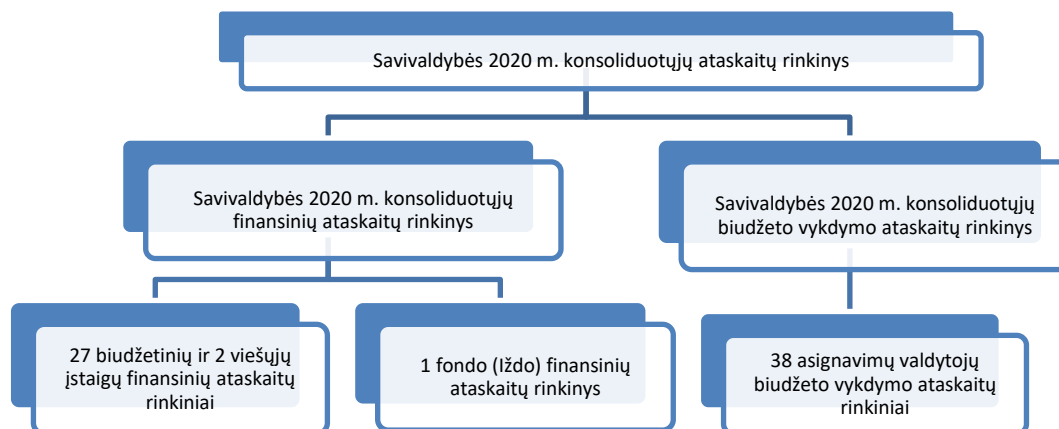 Savivaldybės 2020 m. konsoliduotųjų ataskaitų rinkinys
Savivaldybės 2020 m. konsoliduotųjų
finansinių ataskaitų rinkinys
Savivaldybės 2020 m. konsoliduotųjų
biudžeto vykdymo ataskaitų rinkinys
27 biudžetinių ir 2 viešųjų
įstaigų finansinių ataskaitų
rinkiniai
1 fondo (Iždo) finansinių
ataskaitų rinkinys
38 asignavimų valdytojų
biudžeto vykdymo ataskaitų
rinkiniai